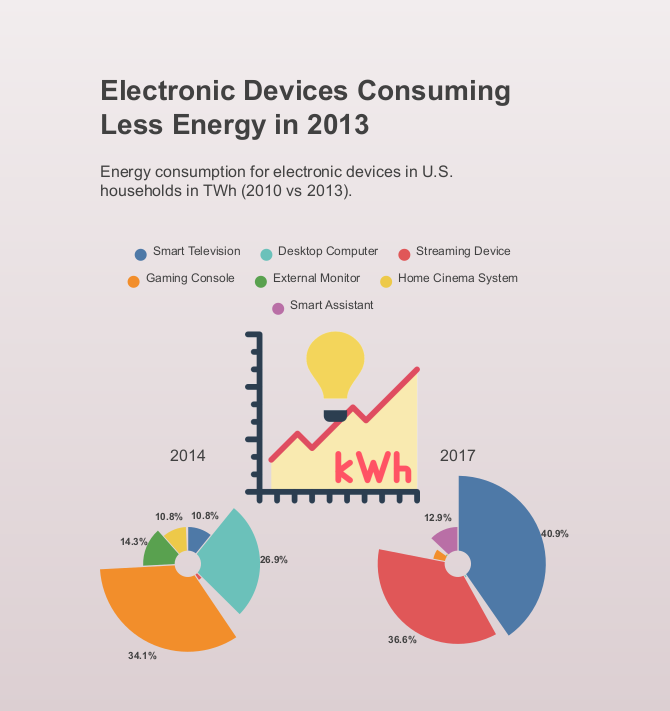 Electronic Devices Consuming
Less Energy in 2013
Energy consumption for electronic devices in U.S.
households in TWh (2010 vs 2013).
Smart Television
Desktop Computer
Streaming Device
Gaming Console
External Monitor
Home Cinema System
Smart Assistant
kWh
2014
10.8%
10.8%
14.3%
26.9%
34.1%
2017
12.9%
40.9%
36.6%